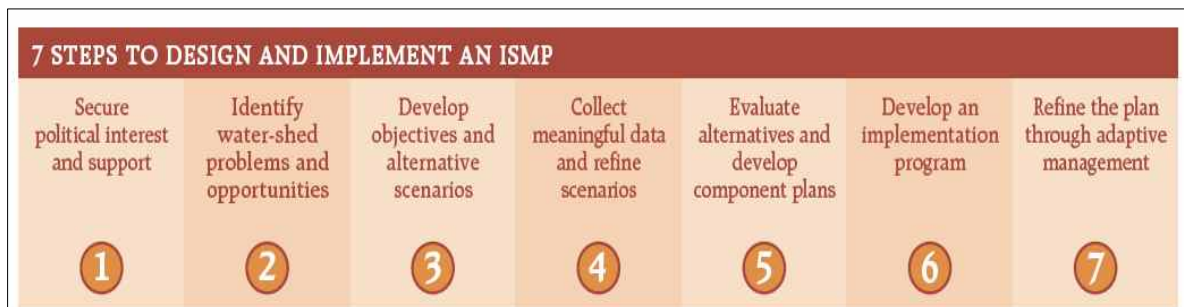 7 STEPS TO DESIGN AND IMPLEMENT AN ISMP
Secure
political interest
and support
1
Identify
water-shed
problems and
opportunities
2
Develop
objectives and
alternative
scenarios
3
Collect
meaningful data
and refine
scenarios
4
Evaluate
alternatives and
develop
component plans
5
Develop an
implementation
program
6
Refine the plan
through adaptive
management
7